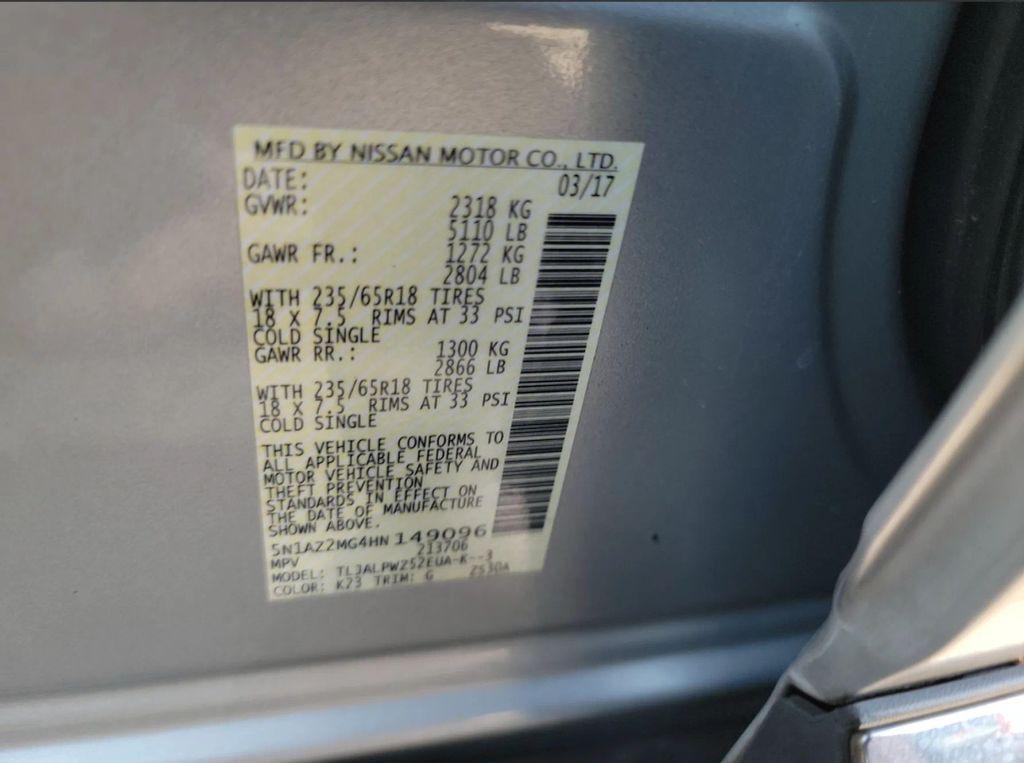 MFD BY NISSAN MOTOR CO., LTD.
DATE: 03/17
GVWR: 2318 KG
5110 LB
GAWR FR.: 1272 KG
2804 LB
WITH 235/65R18 TIRES
18 X 7.5 RIMS AT 33 PSI
COLD SINGLE
GAWR RR.: 1300 KG
2866 LB
WITH 235/65R18 TIRES
18 X 7.5 RIMS AT 33 PSI
COLD SINGLE
THIS VEHICLE CONFORMS TO
ALL APPLICABLE FEDERAL
MOTOR VEHICLE SAFETY AND
THEFT PREVENTION
STANDARDS IN EFFECT ON
THE DATE OF MANUFACTURE
SHOWN ABOVE.
5N1AZ2MG4HN149096
MPV 213706
MODEL: TLJALPWZ52EUA-K--3
COLOR: K23 TRIM: G Z530A